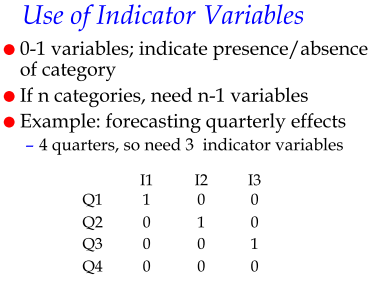 Use of Indicator Variables
0-1 variables; indicate presence/absence
of category
If n categories, need n-1 variables
Example: forecasting quarterly effects
– 4 quarters, so need 3 indicator variables
I1 I2 I3
Q1 1 0 0
Q2 0 1 0
Q3 0 0 1
Q4 0 0 0